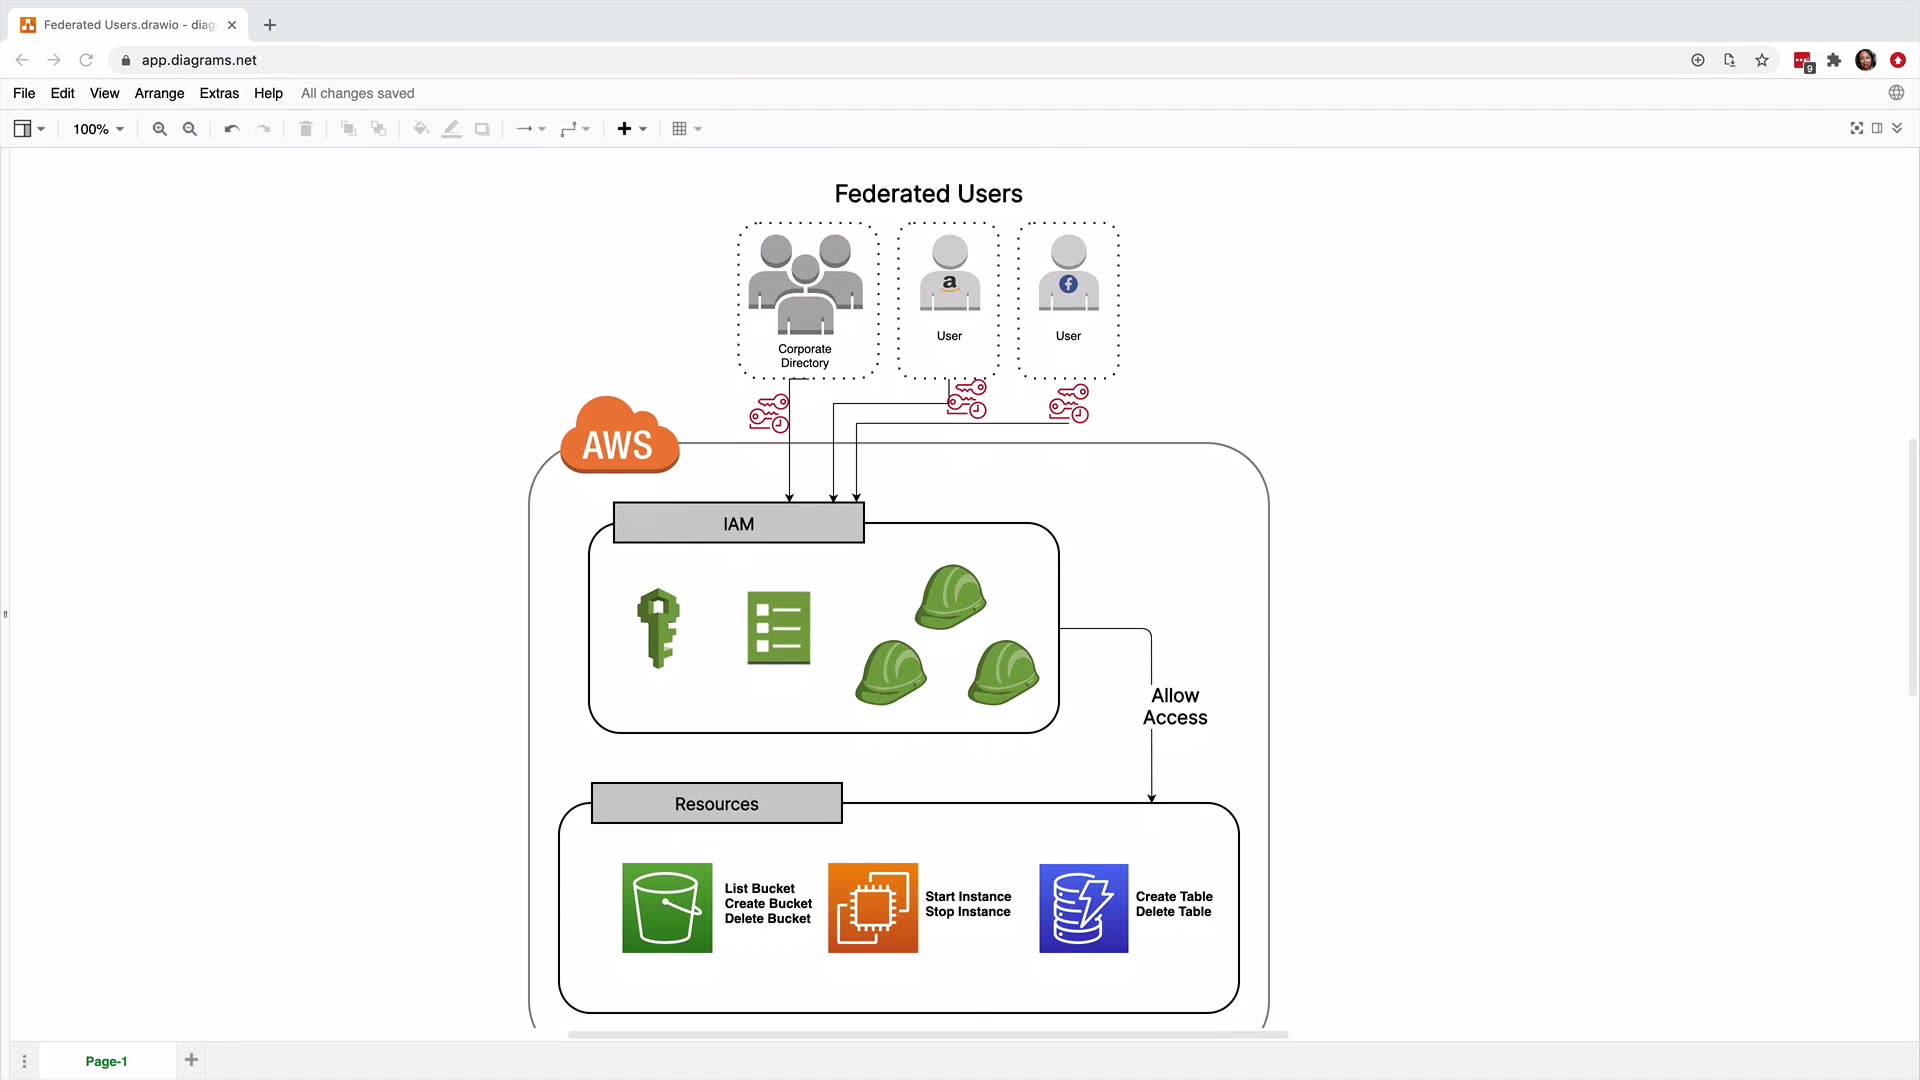 Federated Users.drawio - diag
app.diagrams.net
9
File Edit View Arrange Extras Help All changes saved
100%
Federated Users
Corporate
Directory
a
User
f
User
AWS
IAM
Allow
Access
Resources
List Bucket
Create Bucket
Delete Bucket
Start Instance
Stop Instance
Create Table
Delete Table
Page-1